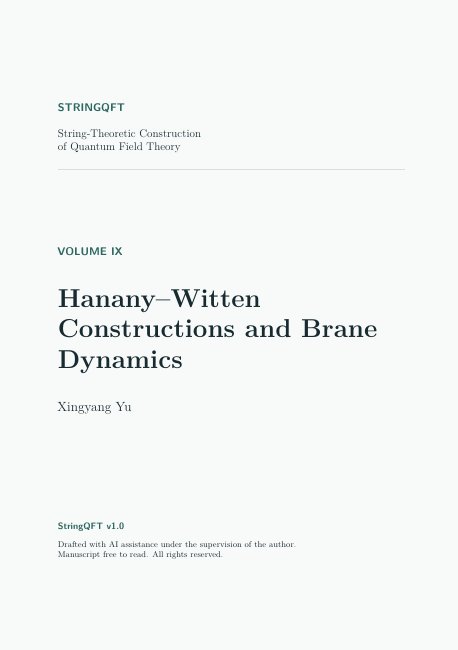 STRINGQFT
String-Theoretic Construction
of Quantum Field Theory
VOLUME IX
Hanany–Witten
Constructions and Brane
Dynamics
Xingyang Yu
StringQFT v1.0
Drafted with AI assistance under the supervision of the author.
Manuscript free to read. All rights reserved.